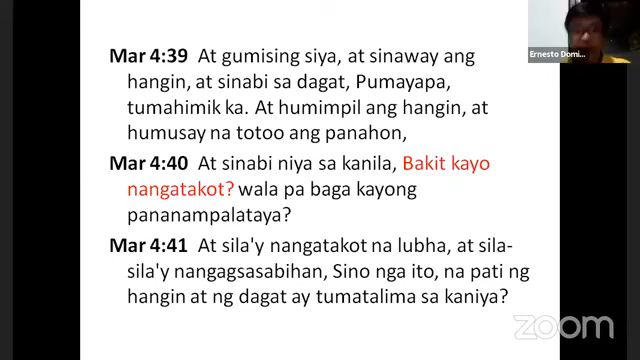 Ernesto Domi...
Mar 4:39 At gumising siya, at sinaway ang
hangin, at sinabi sa dagat, Pumayapa,
tumahimik ka. At humimpil ang hangin, at
humusay na totoo ang panahon,
Mar 4:40 At sinabi niya sa kanila, Bakit kayo
nangatakot? wala pa baga kayong
pananampalataya?
Mar 4:41 At sila'y nangatakot na lubha, at sila-
sila'y nangagsasabihan, Sino nga ito, na pati ng
hangin at ng dagat ay tumatalima sa kaniya?
zoom